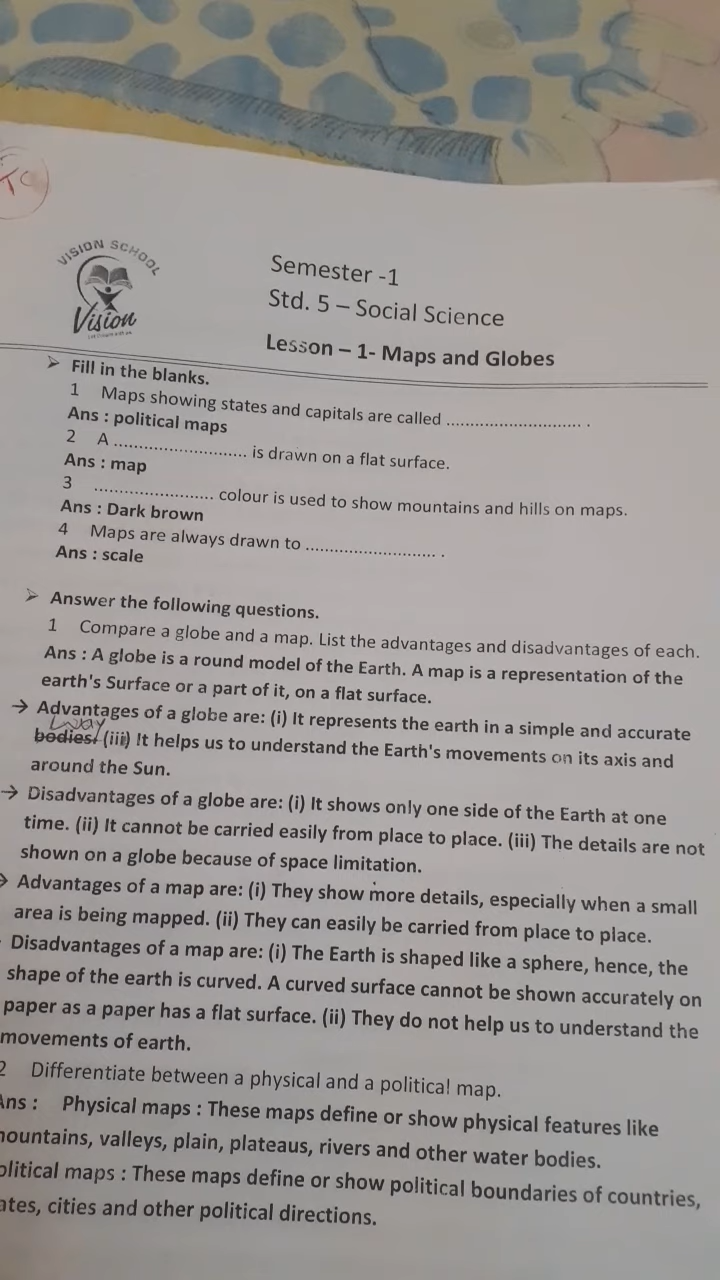 VISION SCHOOL
Vision
Semester -1
Std. 5 – Social Science
Lesson – 1- Maps and Globes
➢ Fill in the blanks.
1 Maps showing states and capitals are called ............................ .
Ans : political maps
2 A ........................... is drawn on a flat surface.
Ans : map
3 ........................ colour is used to show mountains and hills on maps.
Ans : Dark brown
4 Maps are always drawn to ........................... .
Ans : scale
➢ Answer the following questions.
1 Compare a globe and a map. List the advantages and disadvantages of each.
Ans : A globe is a round model of the Earth. A map is a representation of the
earth's Surface or a part of it, on a flat surface.
→ Advantages of a globe are: (i) It represents the earth in a simple and accurate
way
bodies. (iii) It helps us to understand the Earth's movements on its axis and
around the Sun.
→ Disadvantages of a globe are: (i) It shows only one side of the Earth at one
time. (ii) It cannot be carried easily from place to place. (iii) The details are not
shown on a globe because of space limitation.
→ Advantages of a map are: (i) They show more details, especially when a small
area is being mapped. (ii) They can easily be carried from place to place.
Disadvantages of a map are: (i) The Earth is shaped like a sphere, hence, the
shape of the earth is curved. A curved surface cannot be shown accurately on
paper as a paper has a flat surface. (ii) They do not help us to understand the
movements of earth.
2 Differentiate between a physical and a political map.
Ans : Physical maps : These maps define or show physical features like
mountains, valleys, plain, plateaus, rivers and other water bodies.
olitical maps : These maps define or show political boundaries of countries,
ates, cities and other political directions.